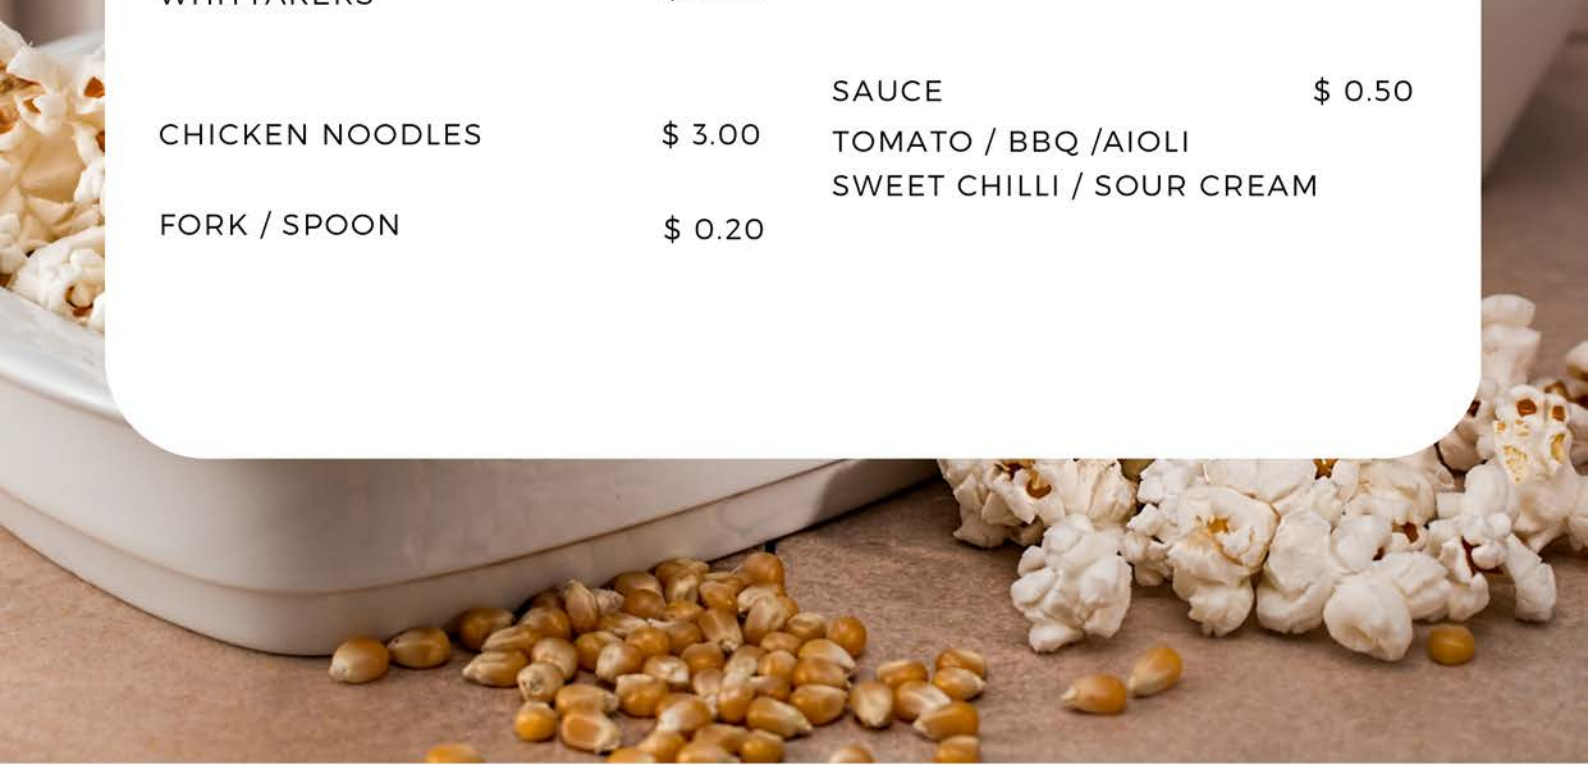 CHICKEN NOODLES $ 3.00
FORK / SPOON $ 0.20
SAUCE $ 0.50
TOMATO / BBQ /AIOLI
SWEET CHILLI / SOUR CREAM